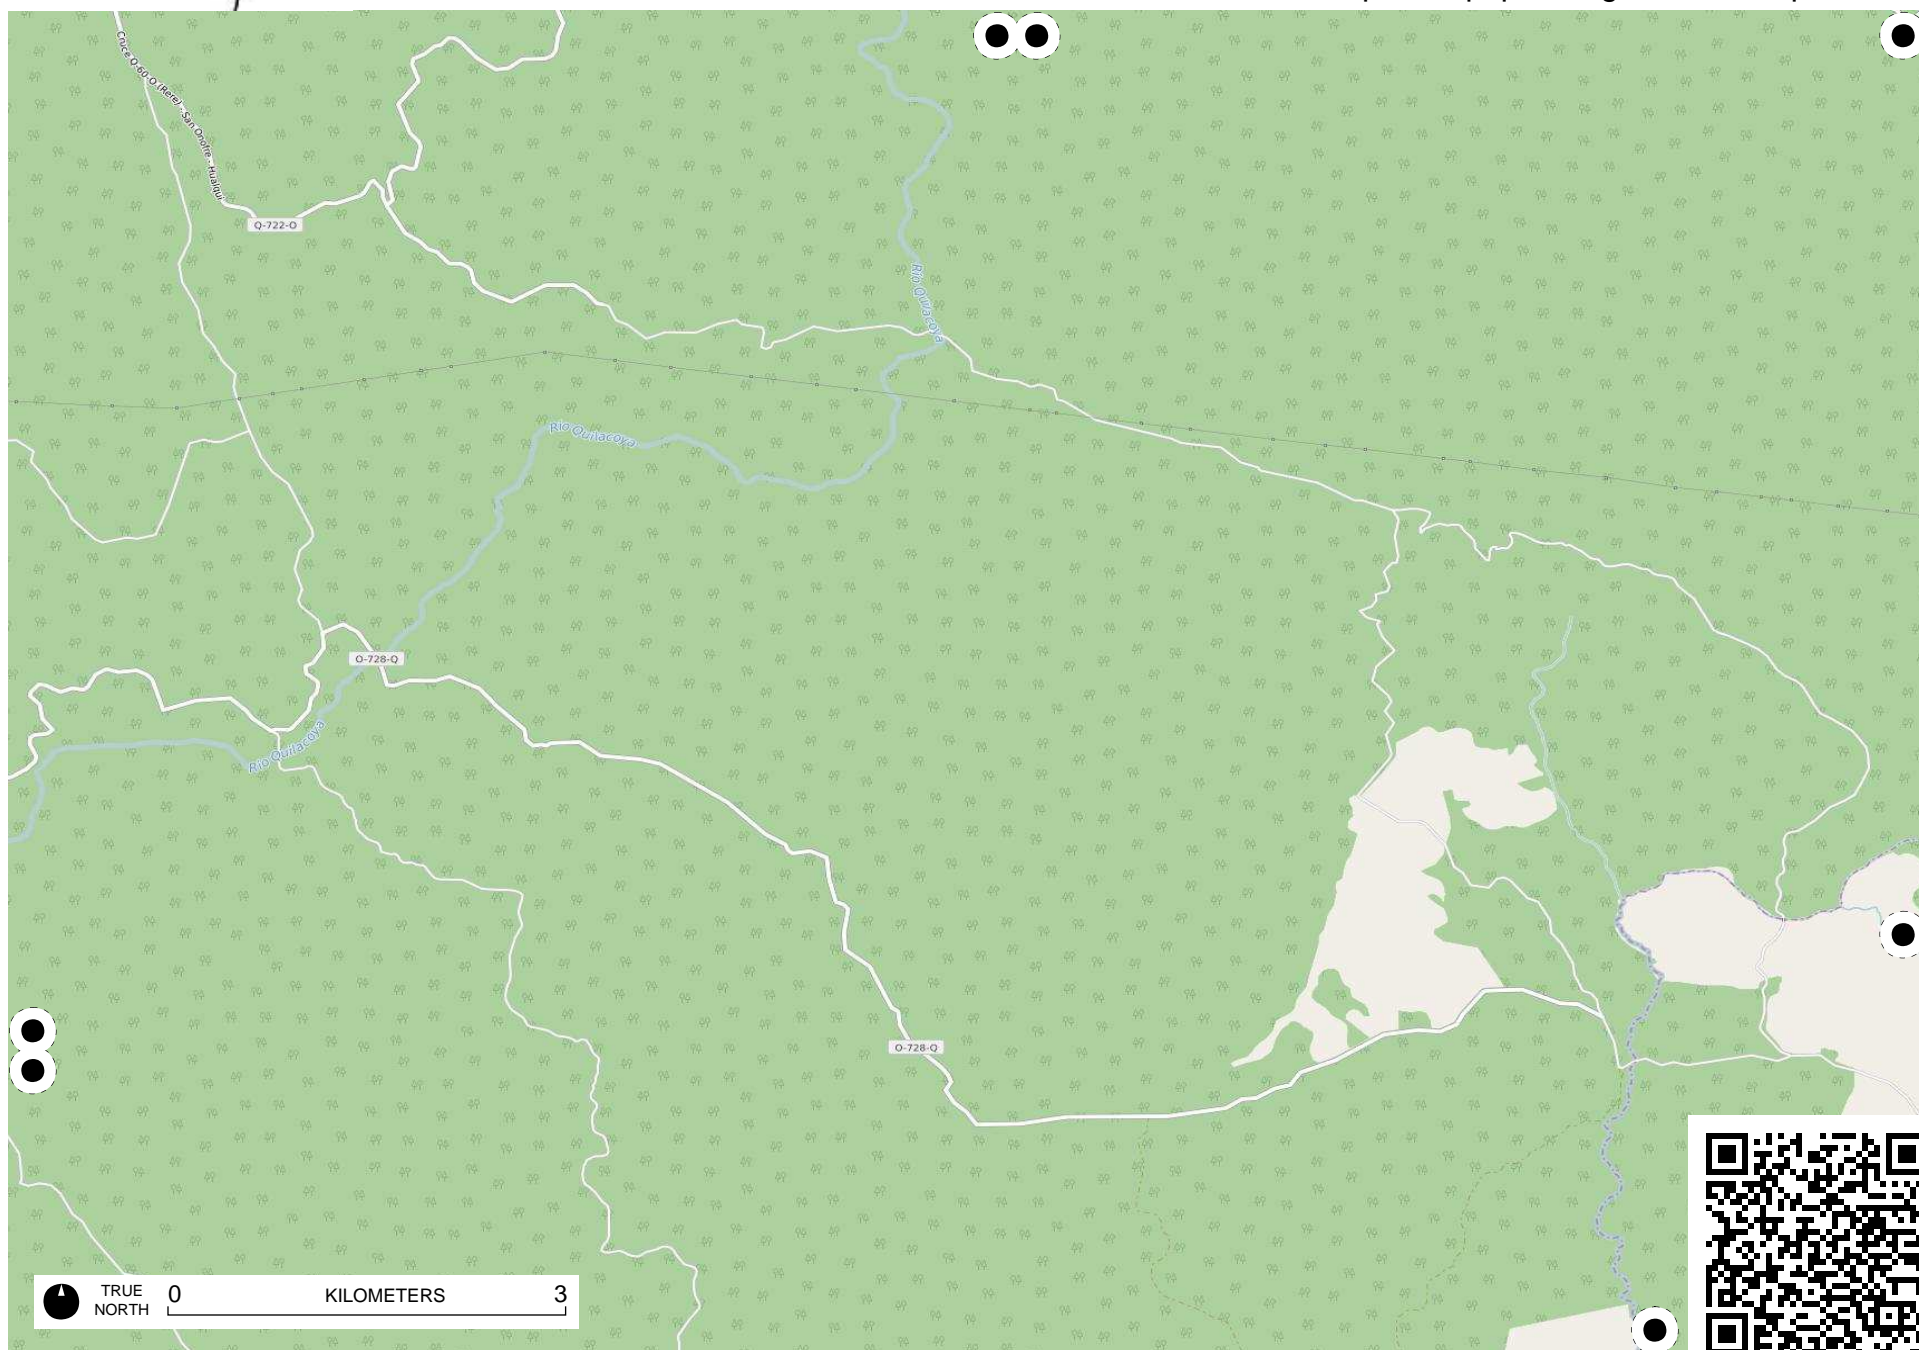 Cruce Q-60-O (Rere) - San Onofre - Hualqui
Q-722-O
Río Quilacoya
Río Quilacoya
O-728-Q
Río Quilacoya
O-728-Q
TRUE
NORTH
0 KILOMETERS 3